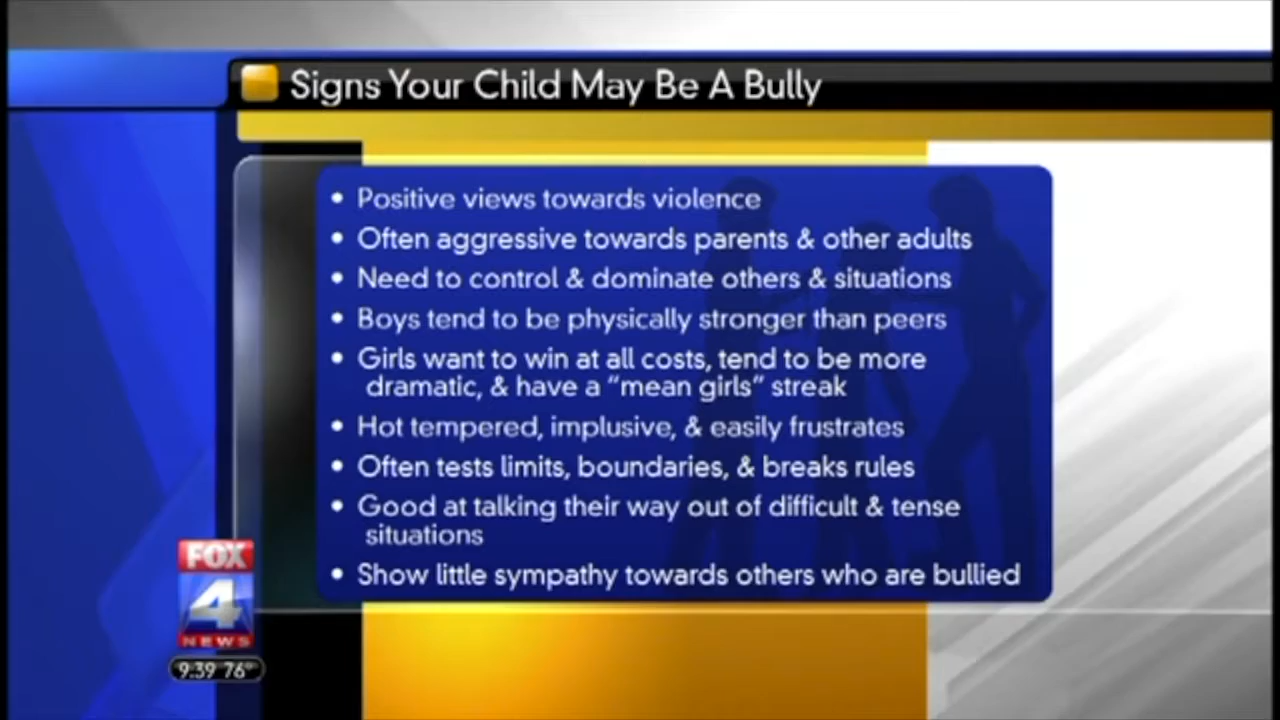 Signs Your Child May Be A Bully
• Positive views towards violence
• Often aggressive towards parents & other adults
• Need to control & dominate others & situations
• Boys tend to be physically stronger than peers
• Girls want to win at all costs, tend to be more
dramatic, & have a “mean girls” streak
• Hot tempered, implusive, & easily frustrates
• Often tests limits, boundaries, & breaks rules
• Good at talking their way out of difficult & tense
situations
• Show little sympathy towards others who are bullied
FOX
4
NEWS
9:39 76°